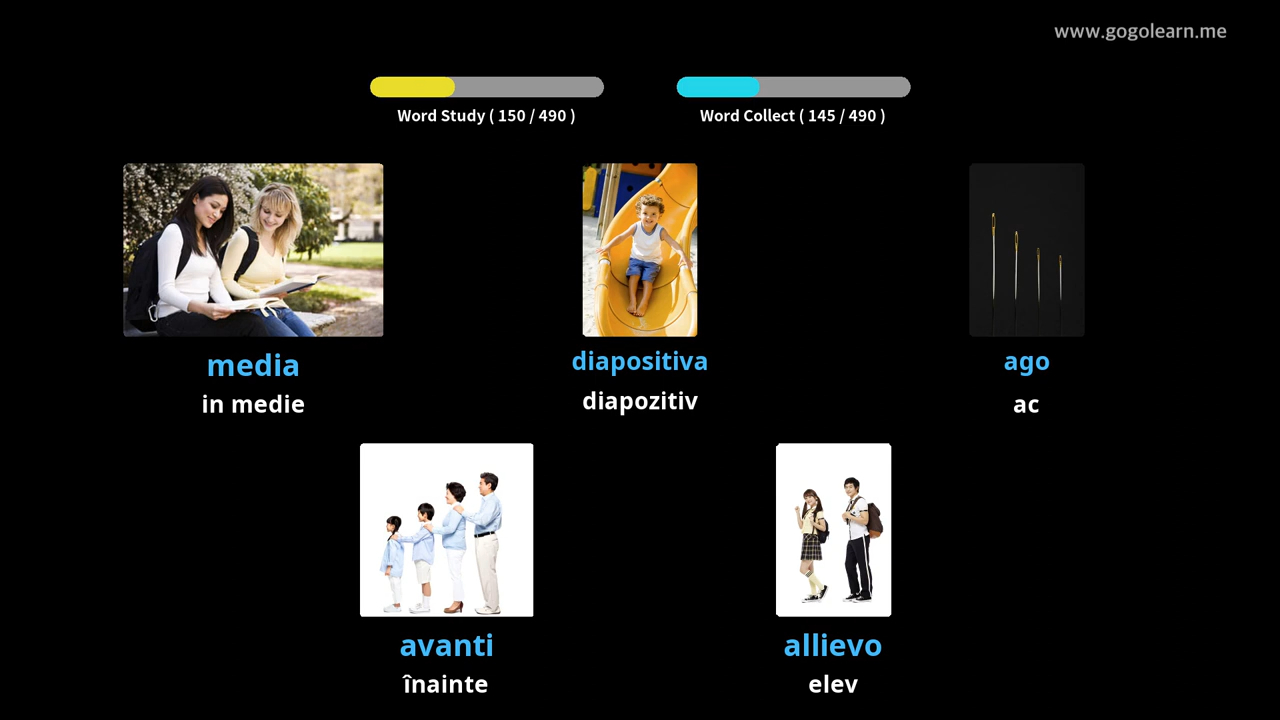 www.gogolearn.me
Word Study ( 150 / 490 )
Word Collect ( 145 / 490 )
media
in medie
diapositiva
diapozitiv
ago
ac
avanti
înainte
allievo
elev